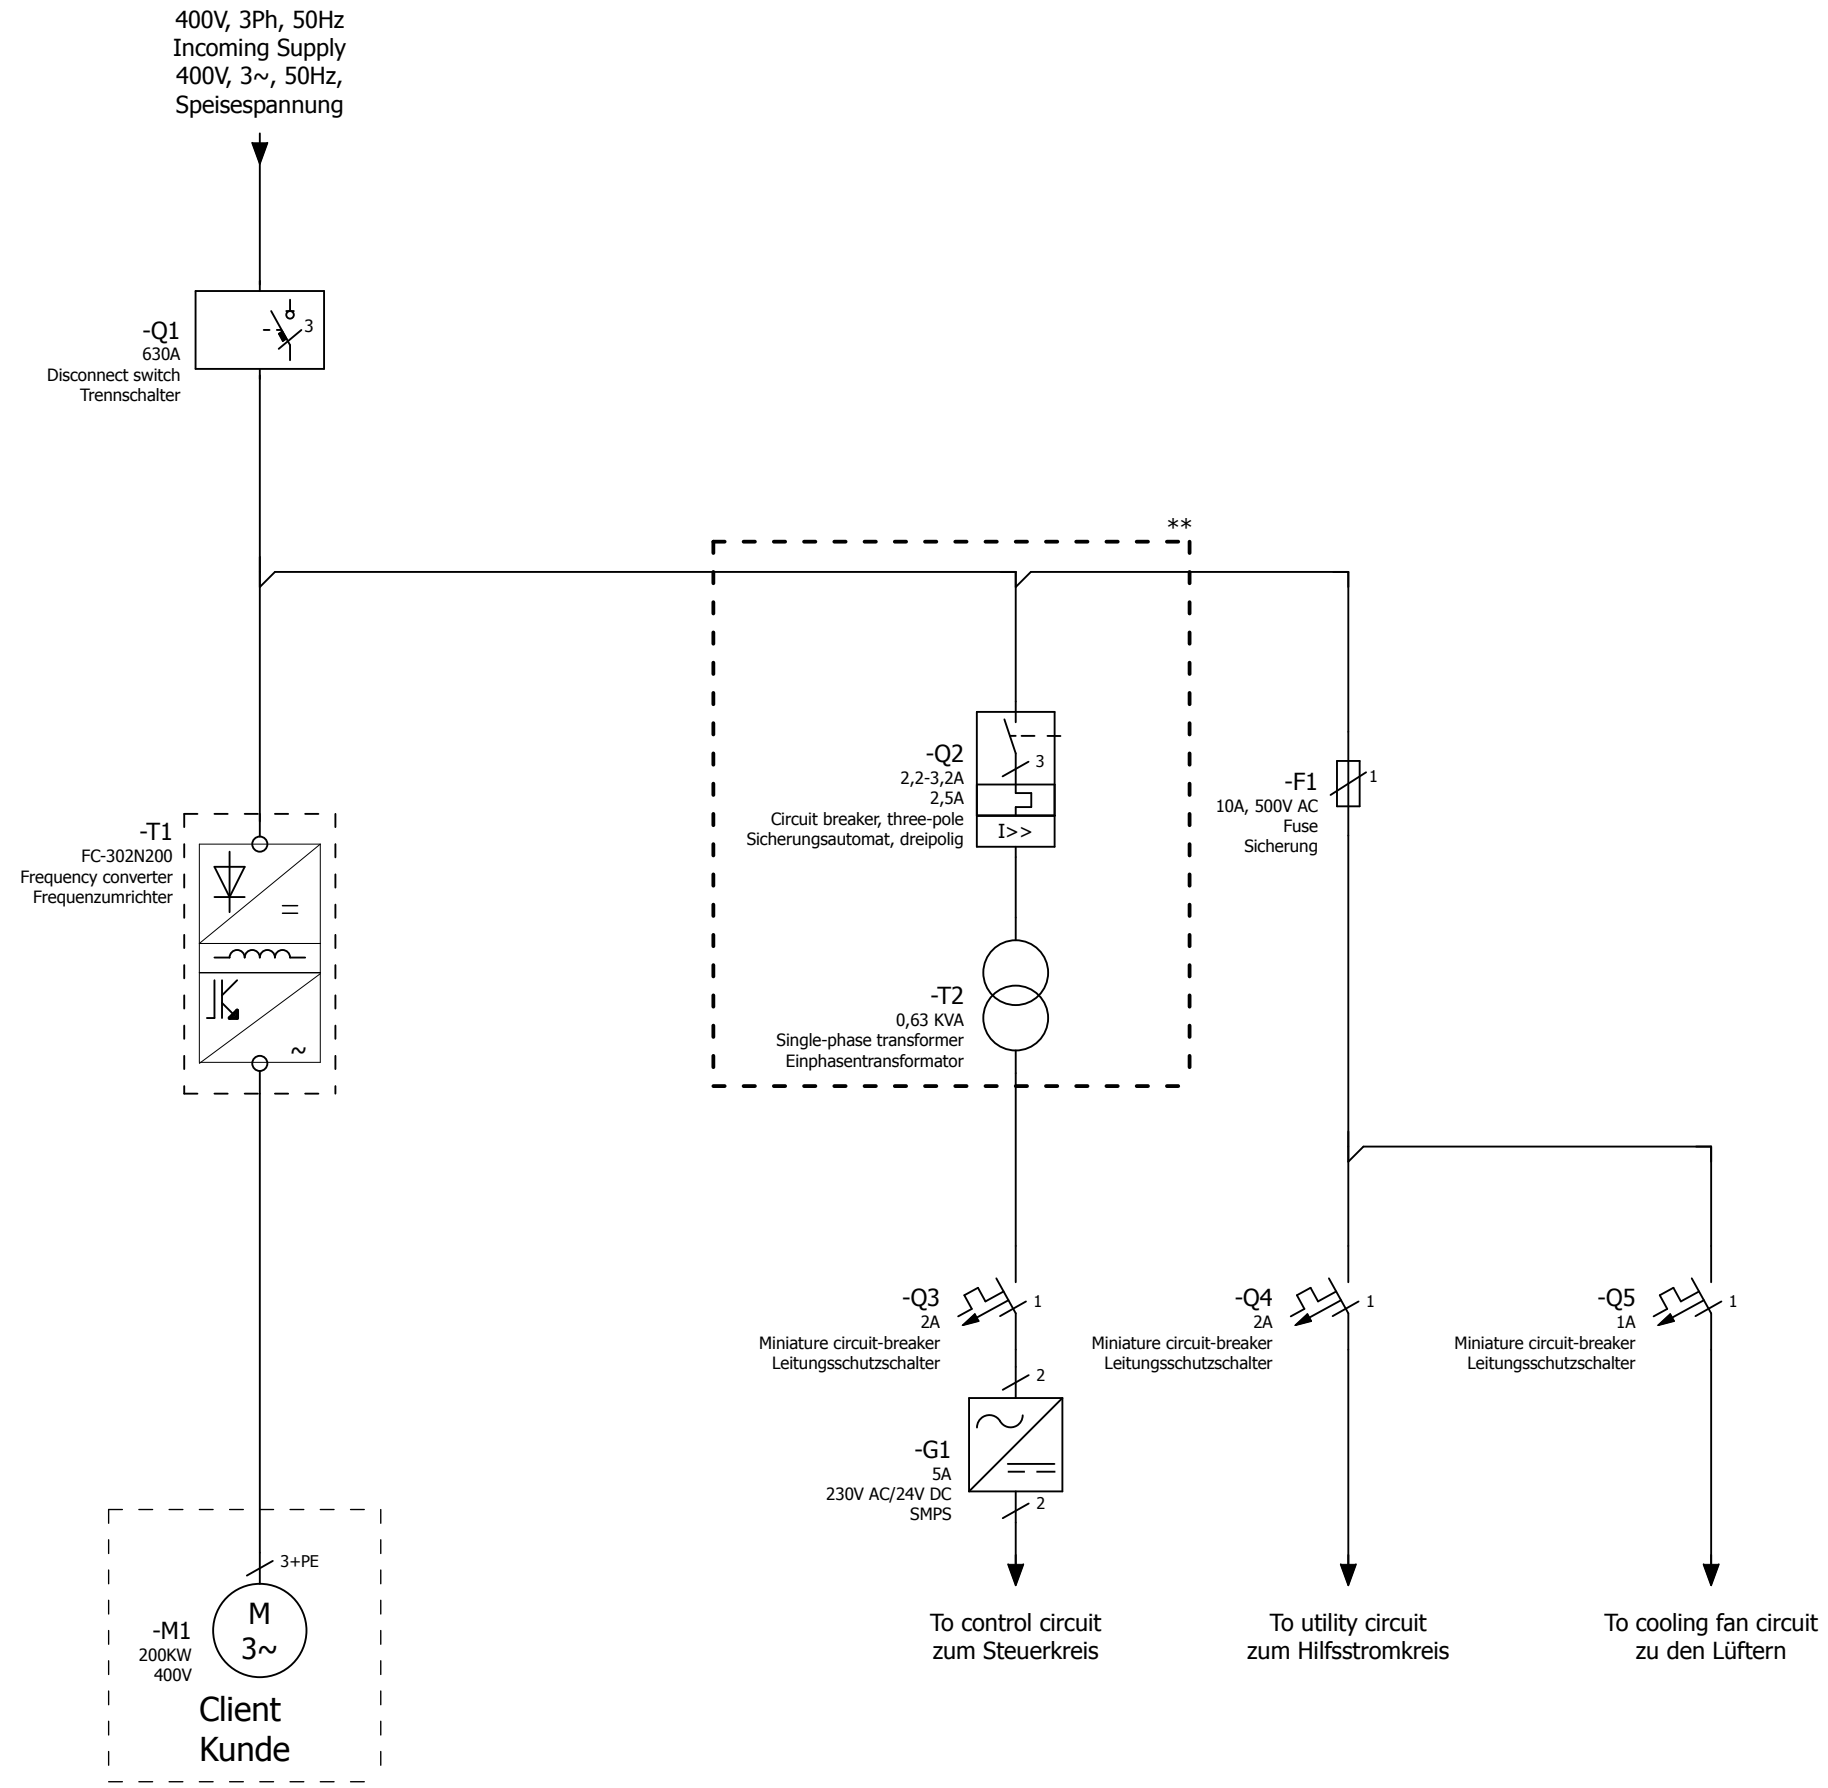 400V, 3Ph, 50Hz
Incoming Supply
400V, 3~, 50Hz,
Speisespannung
-Q1
630A
Disconnect switch
Trennschalter
3
**
-Q2
2,2-3,2A
2,5A
Circuit breaker, three-pole
Sicherungsautomat, dreipolig
3
I>>
-F1
10A, 500V AC
Fuse
Sicherung
1
-T1
FC-302N200
Frequency converter
Frequenzumrichter
=
~
-T2
0,63 KVA
Single-phase transformer
Einphasentransformator
-Q3
2A
Miniature circuit-breaker
Leitungsschutzschalter
1
-Q4
2A
Miniature circuit-breaker
Leitungsschutzschalter
1
-Q5
1A
Miniature circuit-breaker
Leitungsschutzschalter
1
2
-G1
5A
230V AC/24V DC
SMPS
2
3+PE
M
3~
-M1
200KW
400V
Client
Kunde
To control circuit
zum Steuerkreis
To utility circuit
zum Hilfsstromkreis
To cooling fan circuit
zu den Lüftern